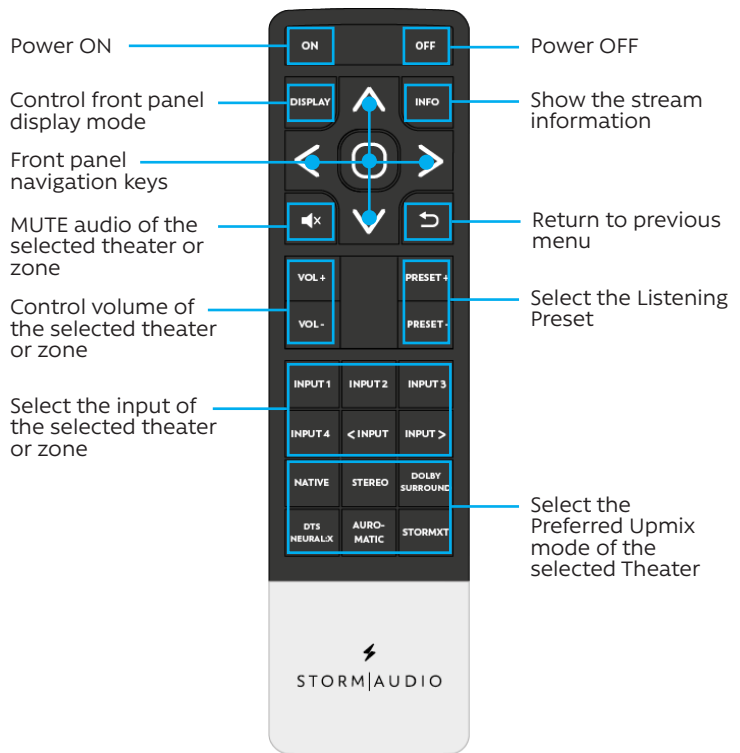 Power ON
ON
OFF
Power OFF
Control front panel
display mode
DISPLAY
INFO
Show the stream
information
Front panel
navigation keys
MUTE audio of the
selected theater or
zone
Return to previous
menu
VOL +
PRESET +
Control volume of
the selected theater
or zone
VOL -
PRESET -
Select the Listening
Preset
INPUT 1 INPUT 2 INPUT 3
Select the input of
the selected theater
or zone
INPUT 4 < INPUT INPUT >
NATIVE STEREO DOLBY
SURROUND
DTS
NEURAL:X
AURO-
MATIC
STORMXT
Select the
Preferred Upmix
mode of the
selected Theater
STORM|AUDIO